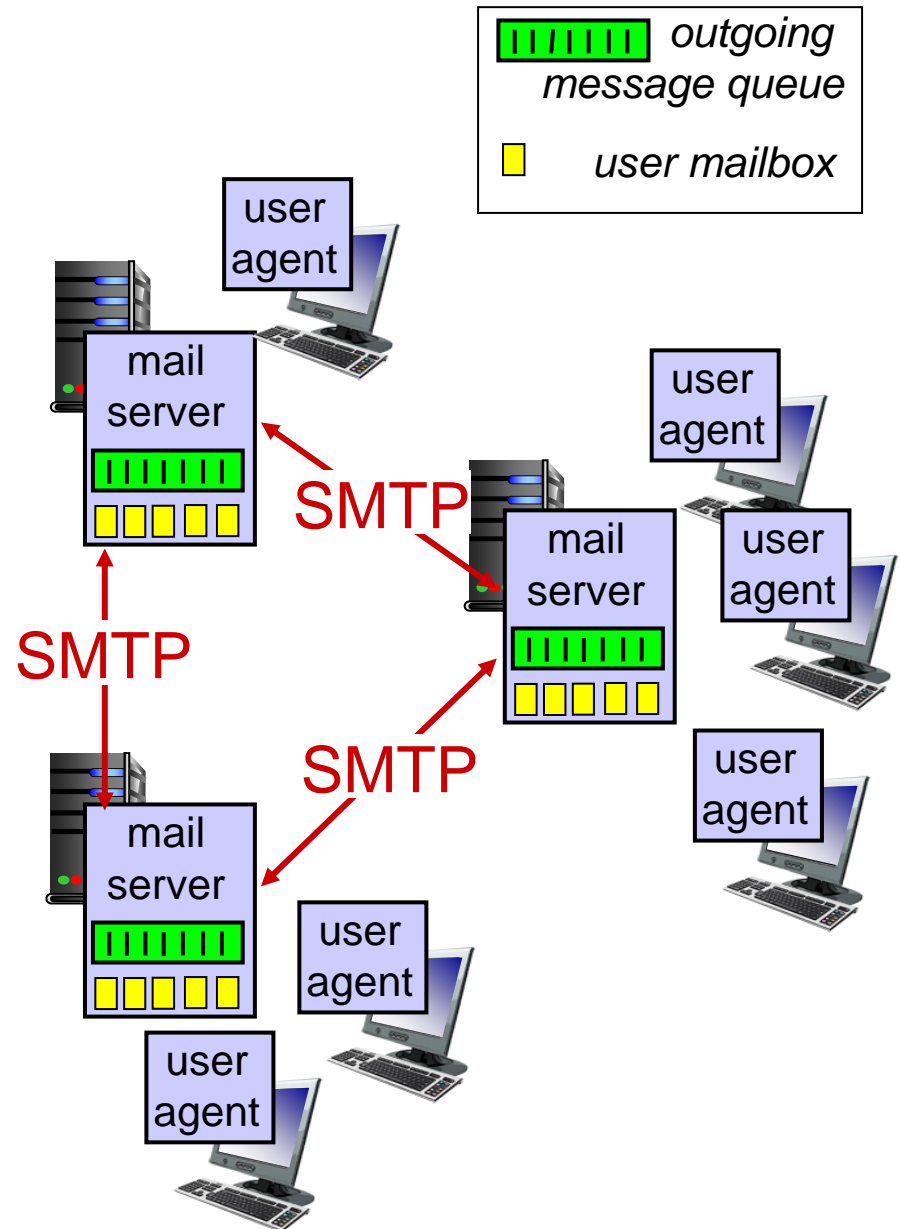 outgoing
message queue
user mailbox
user
agent
mail
server
SMTP
user
agent
mail
server
user
agent
SMTP
SMTP
user
agent
mail
server
user
agent
user
agent